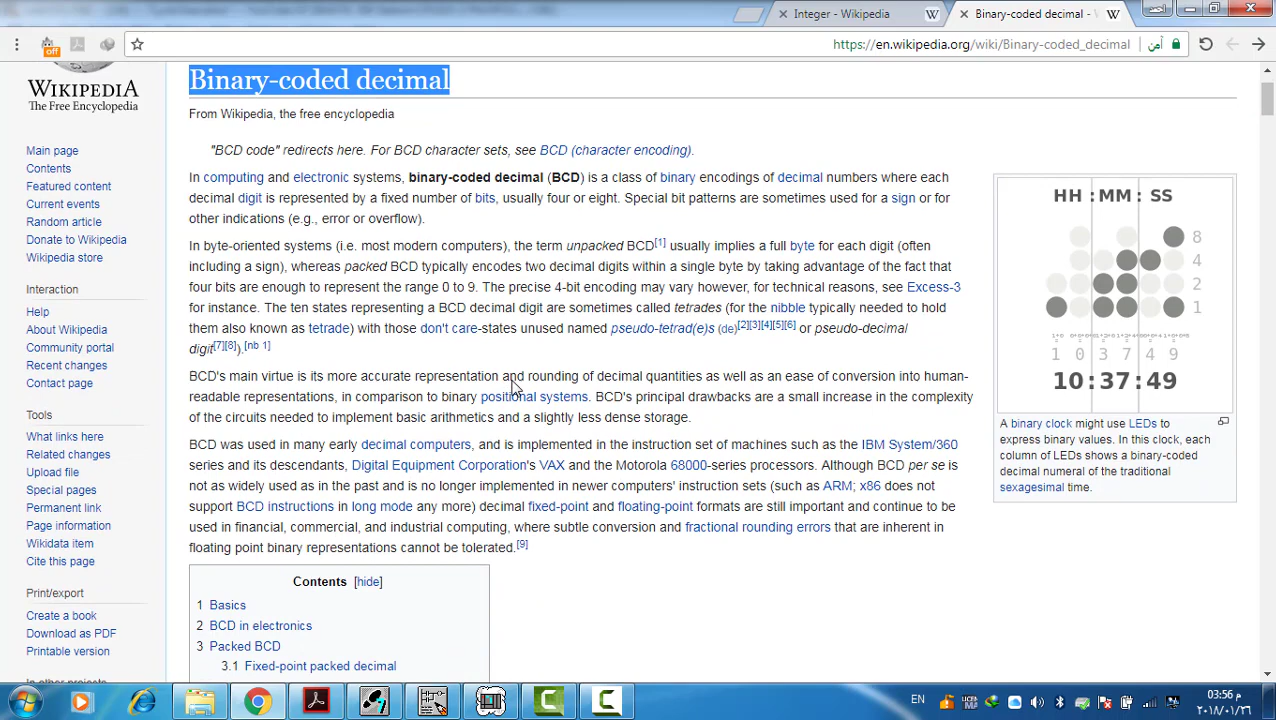 Integer - Wikipedia
Binary-coded decimal -
https://en.wikipedia.org/wiki/Binary-coded_decimal
أمن
off
WIKIPEDIA
The Free Encyclopedia
Main page
Contents
Featured content
Current events
Random article
Donate to Wikipedia
Wikipedia store
Interaction
Help
About Wikipedia
Community portal
Recent changes
Contact page
Tools
What links here
Related changes
Upload file
Special pages
Permanent link
Page information
Wikidata item
Cite this page
Print/export
Create a book
Download as PDF
Printable version
Binary-coded decimal
From Wikipedia, the free encyclopedia
"BCD code" redirects here. For BCD character sets, see BCD (character encoding).
In computing and electronic systems, binary-coded decimal (BCD) is a class of binary encodings of decimal numbers where each
decimal digit is represented by a fixed number of bits, usually four or eight. Special bit patterns are sometimes used for a sign or for
other indications (e.g., error or overflow).
In byte-oriented systems (i.e. most modern computers), the term unpacked BCD[1] usually implies a full byte for each digit (often
including a sign), whereas packed BCD typically encodes two decimal digits within a single byte by taking advantage of the fact that
four bits are enough to represent the range 0 to 9. The precise 4-bit encoding may vary however, for technical reasons, see Excess-3
for instance. The ten states representing a BCD decimal digit are sometimes called tetrades (for the nibble typically needed to hold
them also known as tetrade) with those don't care-states unused named pseudo-tetrad(e)s (de)[2][3][4][5][6] or pseudo-decimal
digit[7][8]).[nb 1]
BCD's main virtue is its more accurate representation and rounding of decimal quantities as well as an ease of conversion into human-
readable representations, in comparison to binary positional systems. BCD's principal drawbacks are a small increase in the complexity
of the circuits needed to implement basic arithmetics and a slightly less dense storage.
BCD was used in many early decimal computers, and is implemented in the instruction set of machines such as the IBM System/360
series and its descendants, Digital Equipment Corporation's VAX and the Motorola 68000-series processors. Although BCD per se is
not as widely used as in the past and is no longer implemented in newer computers' instruction sets (such as ARM; x86 does not
support BCD instructions in long mode any more) decimal fixed-point and floating-point formats are still important and continue to be
used in financial, commercial, and industrial computing, where subtle conversion and fractional rounding errors that are inherent in
floating point binary representations cannot be tolerated.[9]
Contents [hide]
1 Basics
2 BCD in electronics
3 Packed BCD
3.1 Fixed-point packed decimal
HH : MM : SS
8
4
2
1
1 0 3 7 4 9
10:37:49
A binary clock might use LEDs to
express binary values. In this clock, each
column of LEDs shows a binary-coded
decimal numeral of the traditional
sexagesimal time.
EN
03:56 م
٢٠١٨/٠١/٢٦